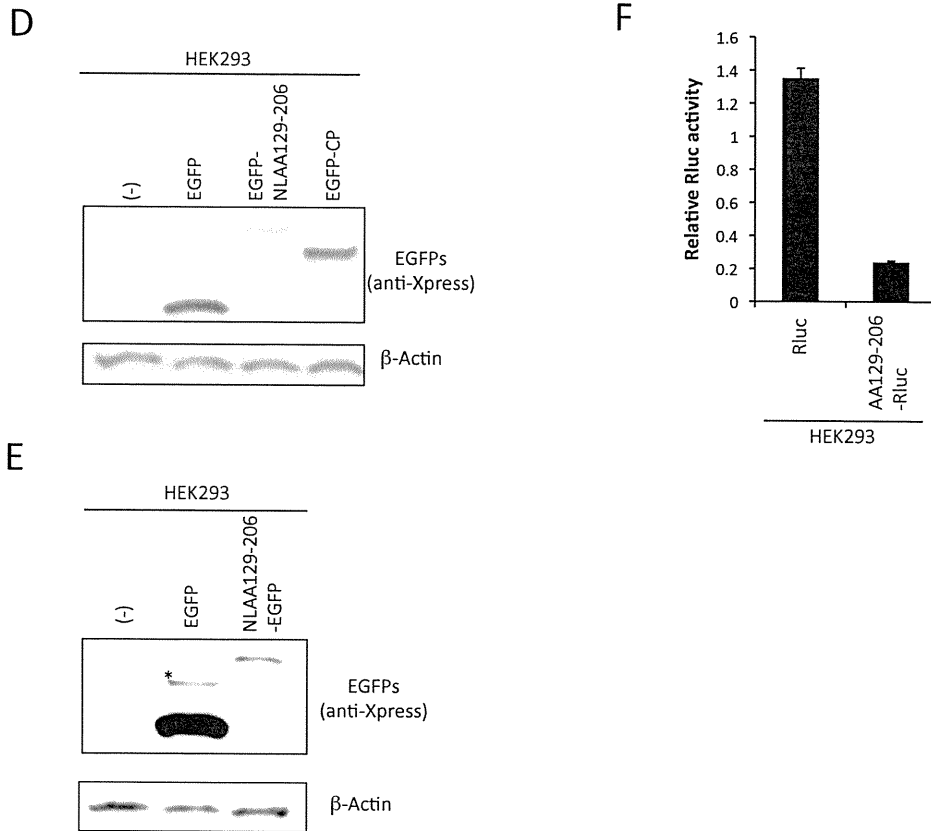 D
HEK293
(-)
EGFP
EGFP-
NLAA129-206
EGFP-CP
EGFPs
(anti-Xpress)
β-Actin
E
HEK293
(-)
EGFP
NLAA129-206
-EGFP
*
EGFPs
(anti-Xpress)
β-Actin
F
Relative Rluc activity
1.6
1.4
1.2
1
0.8
0.6
0.4
0.2
0
Rluc
AA129-206
-Rluc
HEK293